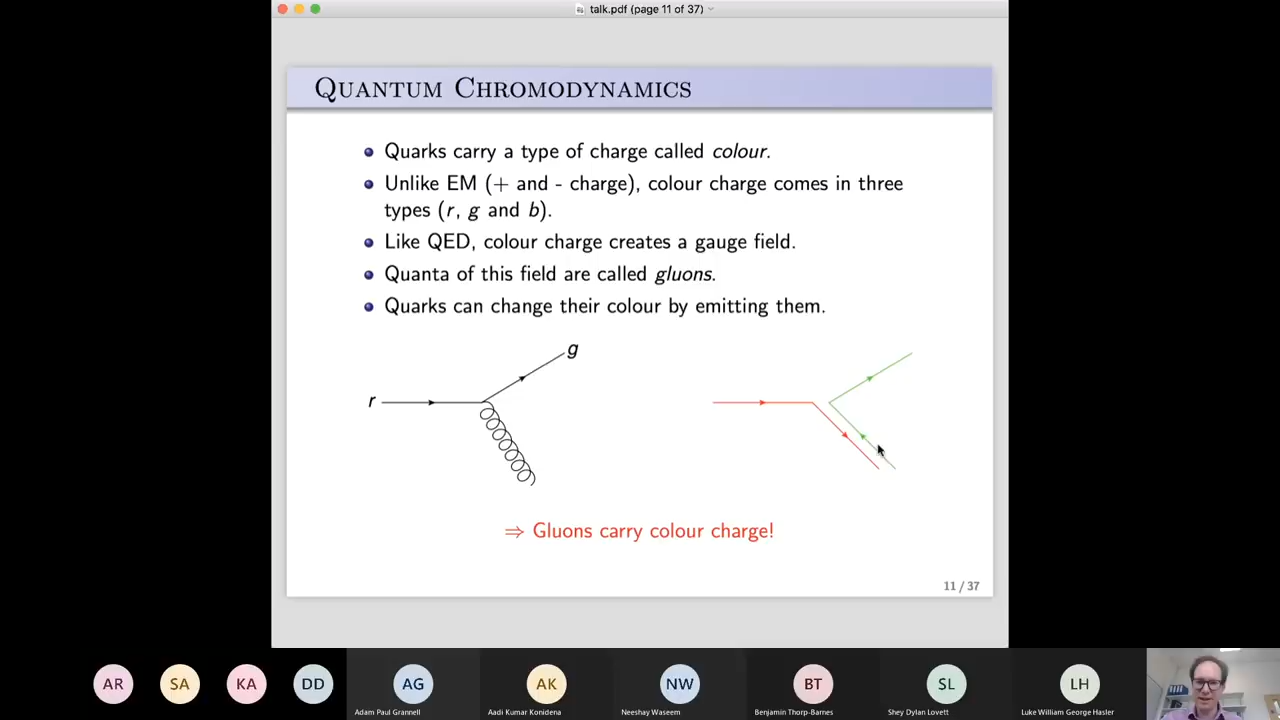 talk.pdf (page 11 of 37)
Quantum Chromodynamics
Quarks carry a type of charge called colour.
Unlike EM (+ and - charge), colour charge comes in three
types (r, g and b).
Like QED, colour charge creates a gauge field.
Quanta of this field are called gluons.
Quarks can change their colour by emitting them.
g
r
⇒ Gluons carry colour charge!
11 / 37
AR SA KA DD AG AK NW BT SL LH
Adam Paul Grannell Aadi Kumar Konidena Neeshay Waseem Benjamin Thorp-Barnes Shey Dylan Lovett Luke William George Hasler